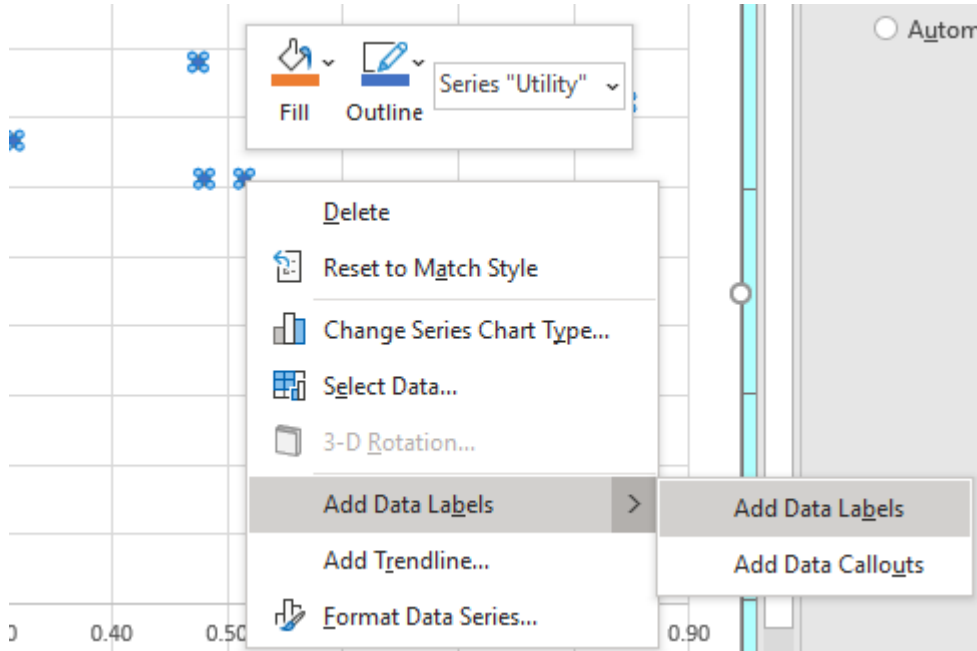 Autom
Fill
Outline
Series "Utility"
Delete
Reset to Match Style
Change Series Chart Type...
Select Data...
3-D Rotation...
Add Data Labels
Add Data Labels
Add Trendline...
Add Data Callouts
Format Data Series...
0 0.40 0.50 0.90